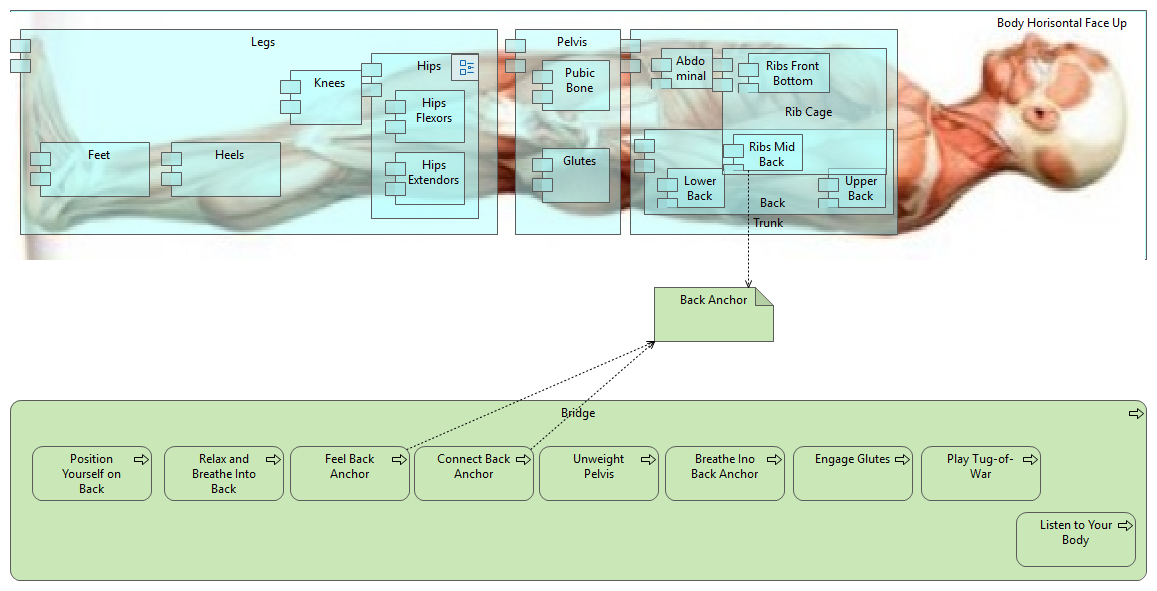 Body Horisontal Face Up
Legs
Pelvis
Knees
Hips
Hips
Flexors
Hips
Extendors
Feet
Heels
Pubic
Bone
Glutes
Abdo
minal
Ribs Front
Bottom
Rib Cage
Ribs Mid
Back
Lower
Back
Upper
Back
Back
Trunk
Back Anchor
Bridge
Position
Yourself on
Back
Relax and
Breathe Into
Back
Feel Back
Anchor
Connect Back
Anchor
Unweight
Pelvis
Breathe Ino
Back Anchor
Engage Glutes
Play Tug-of-
War
Listen to Your
Body